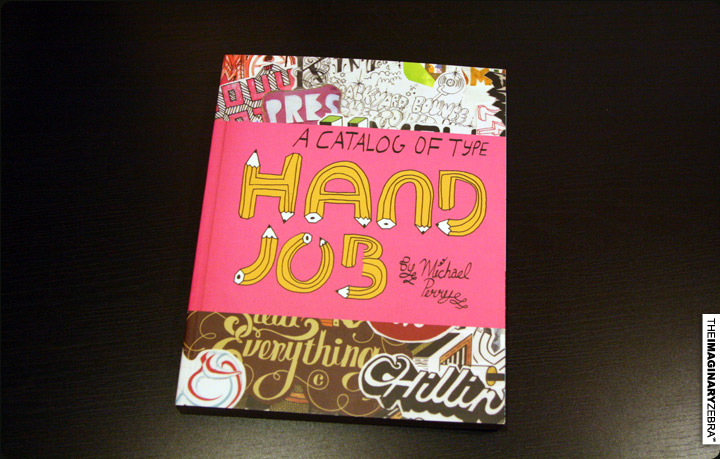 PRES
A CATALOG OF TYPE
HAND
JOB
By Michael
Perry
Everything
CHillin
THEIMAGINARYZEBRA